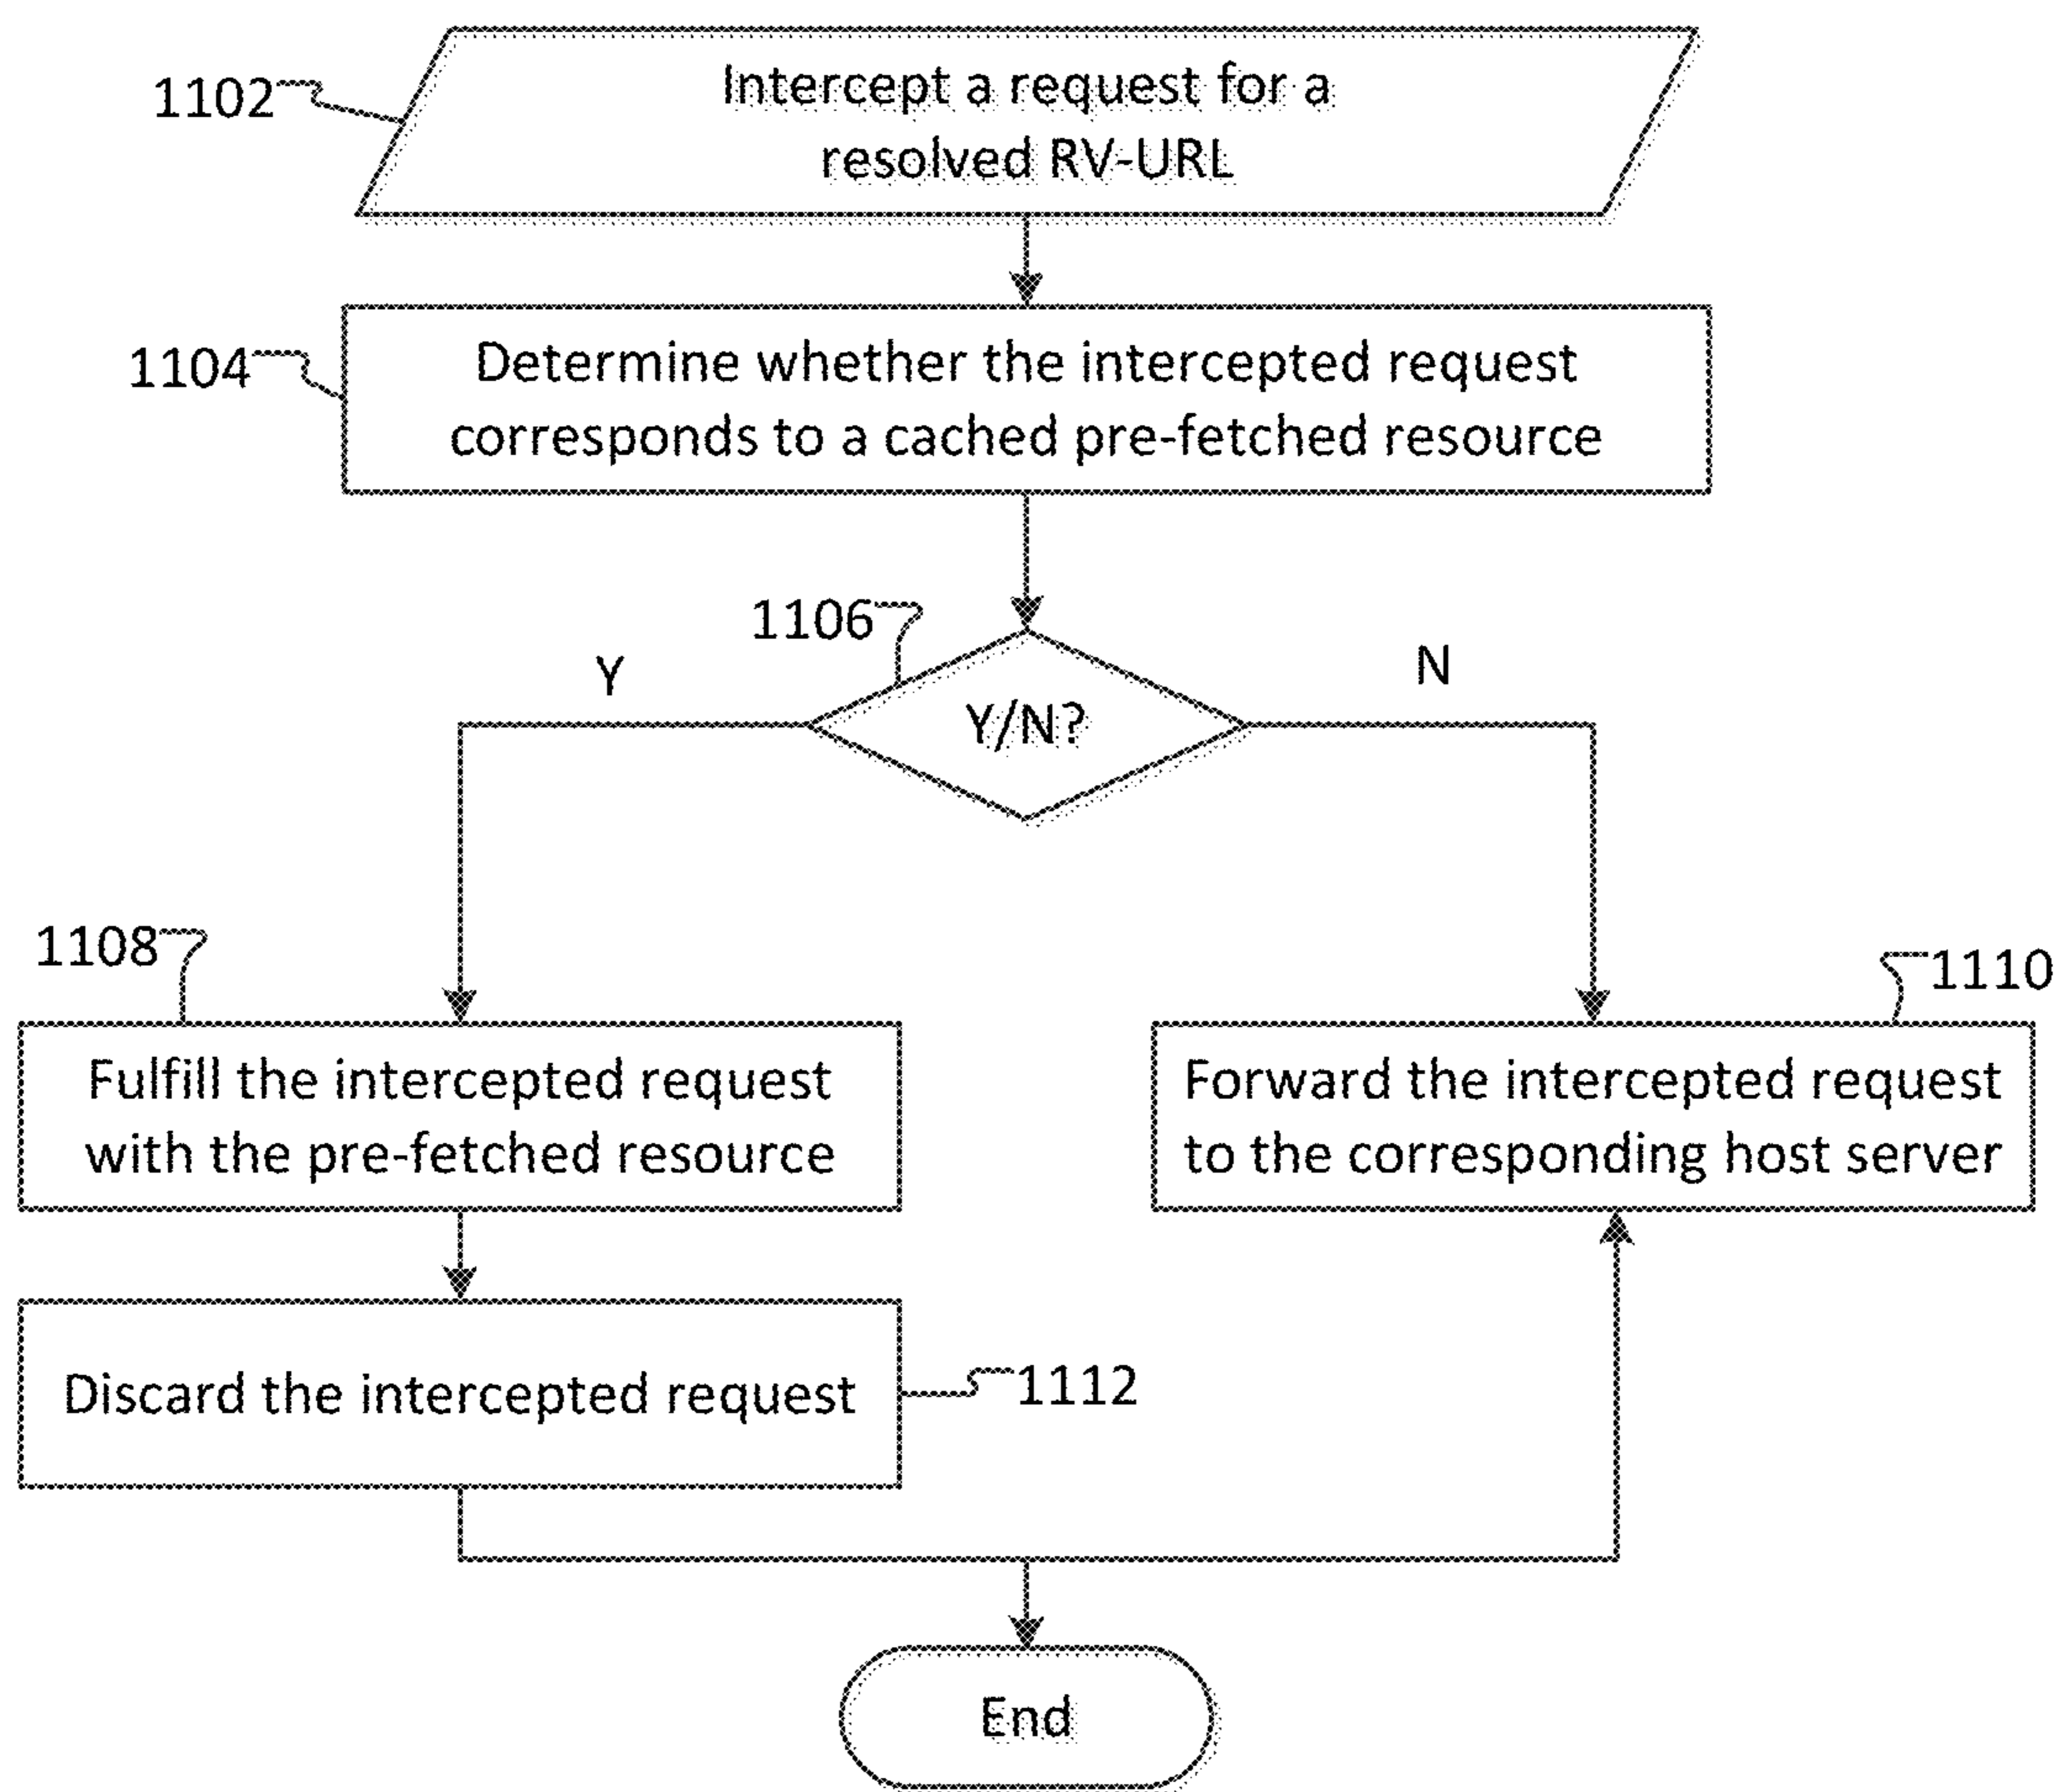 1102
Intercept a request for a
resolved RV-URL
1104
Determine whether the intercepted request
corresponds to a cached pre-fetched resource
1106
Y
N
Y/N?
1108
1110
Fulfill the intercepted request
with the pre-fetched resource
Forward the intercepted request
to the corresponding host server
Discard the intercepted request
1112
End